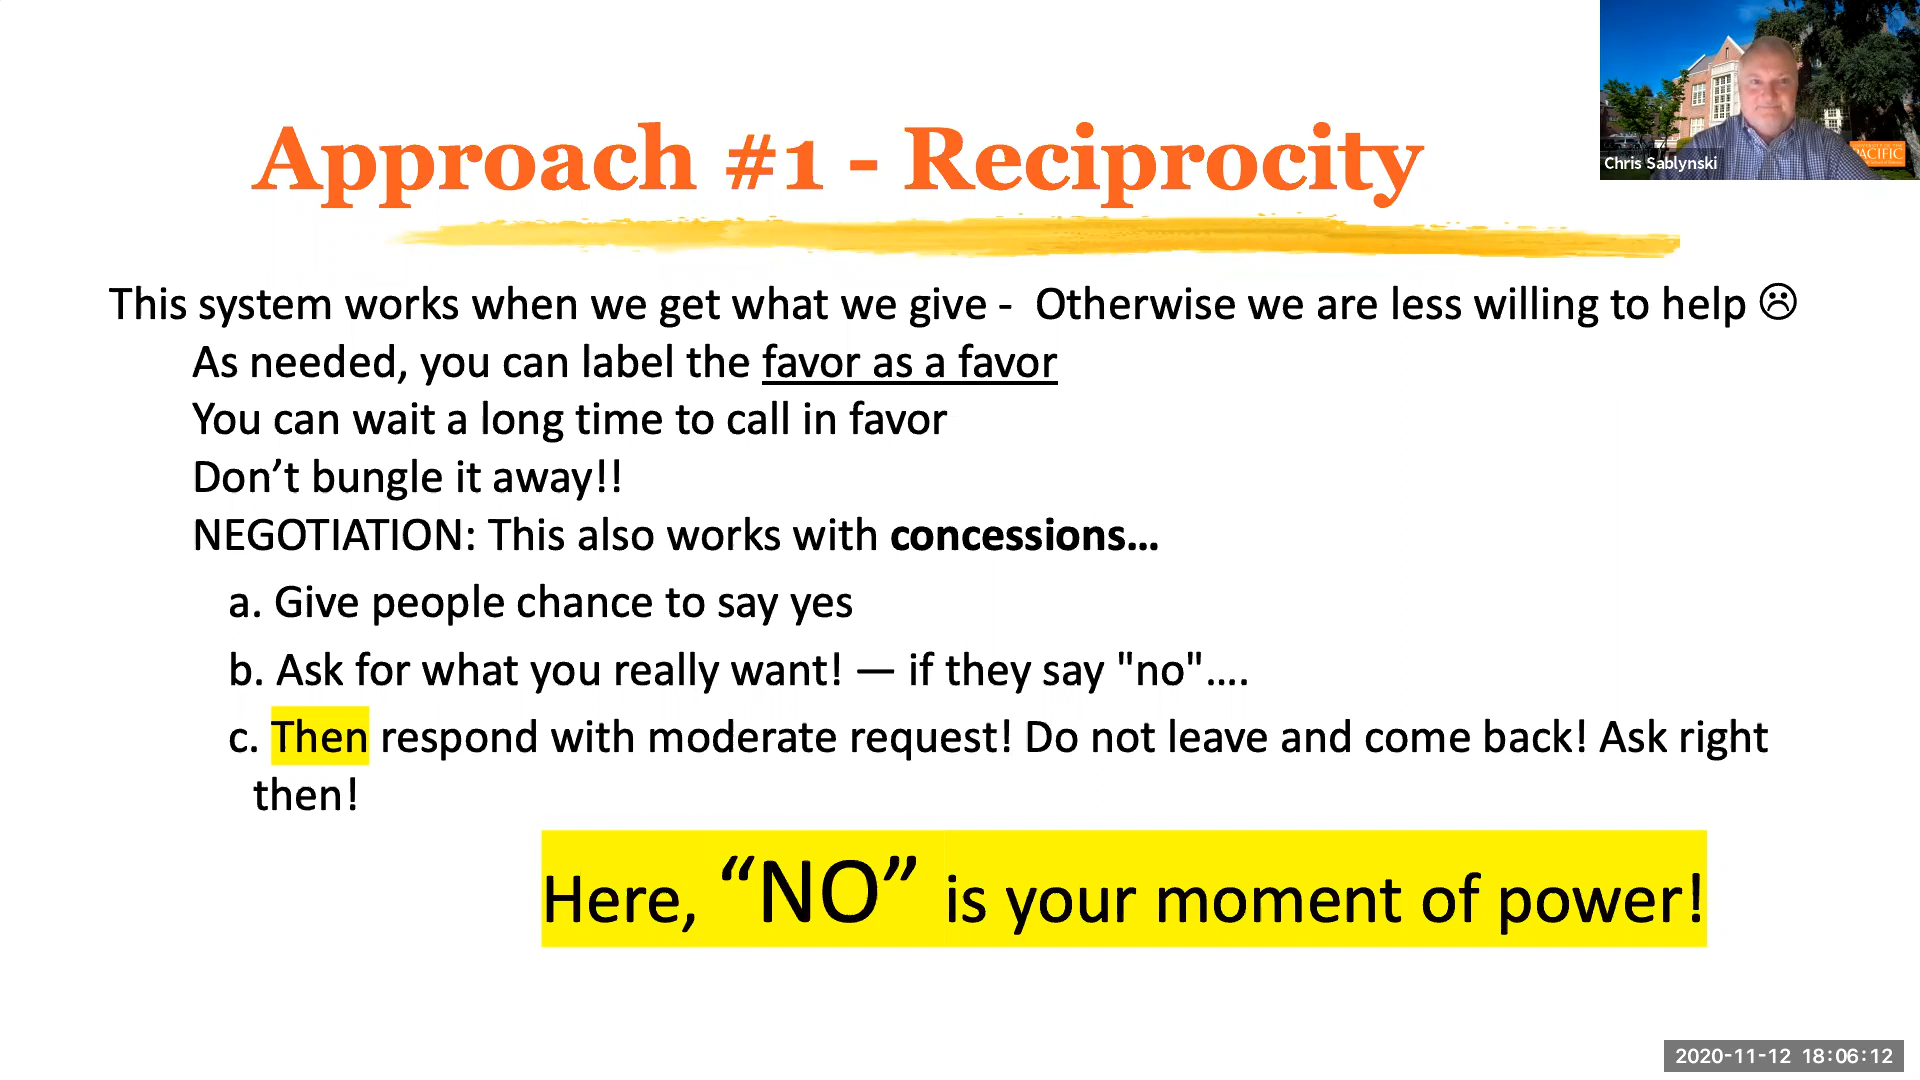 Approach #1 - Reciprocity
Chris Sablynski
PACIFIC
This system works when we get what we give -  Otherwise we are less willing to help ☹
As needed, you can label the favor as a favor
You can wait a long time to call in favor
Don’t bungle it away!!
NEGOTIATION: This also works with concessions…
a. Give people chance to say yes
b. Ask for what you really want! — if they say "no"….
c. Then respond with moderate request! Do not leave and come back! Ask right
then!
Here, “NO” is your moment of power!
2020-11-12 18:06:12